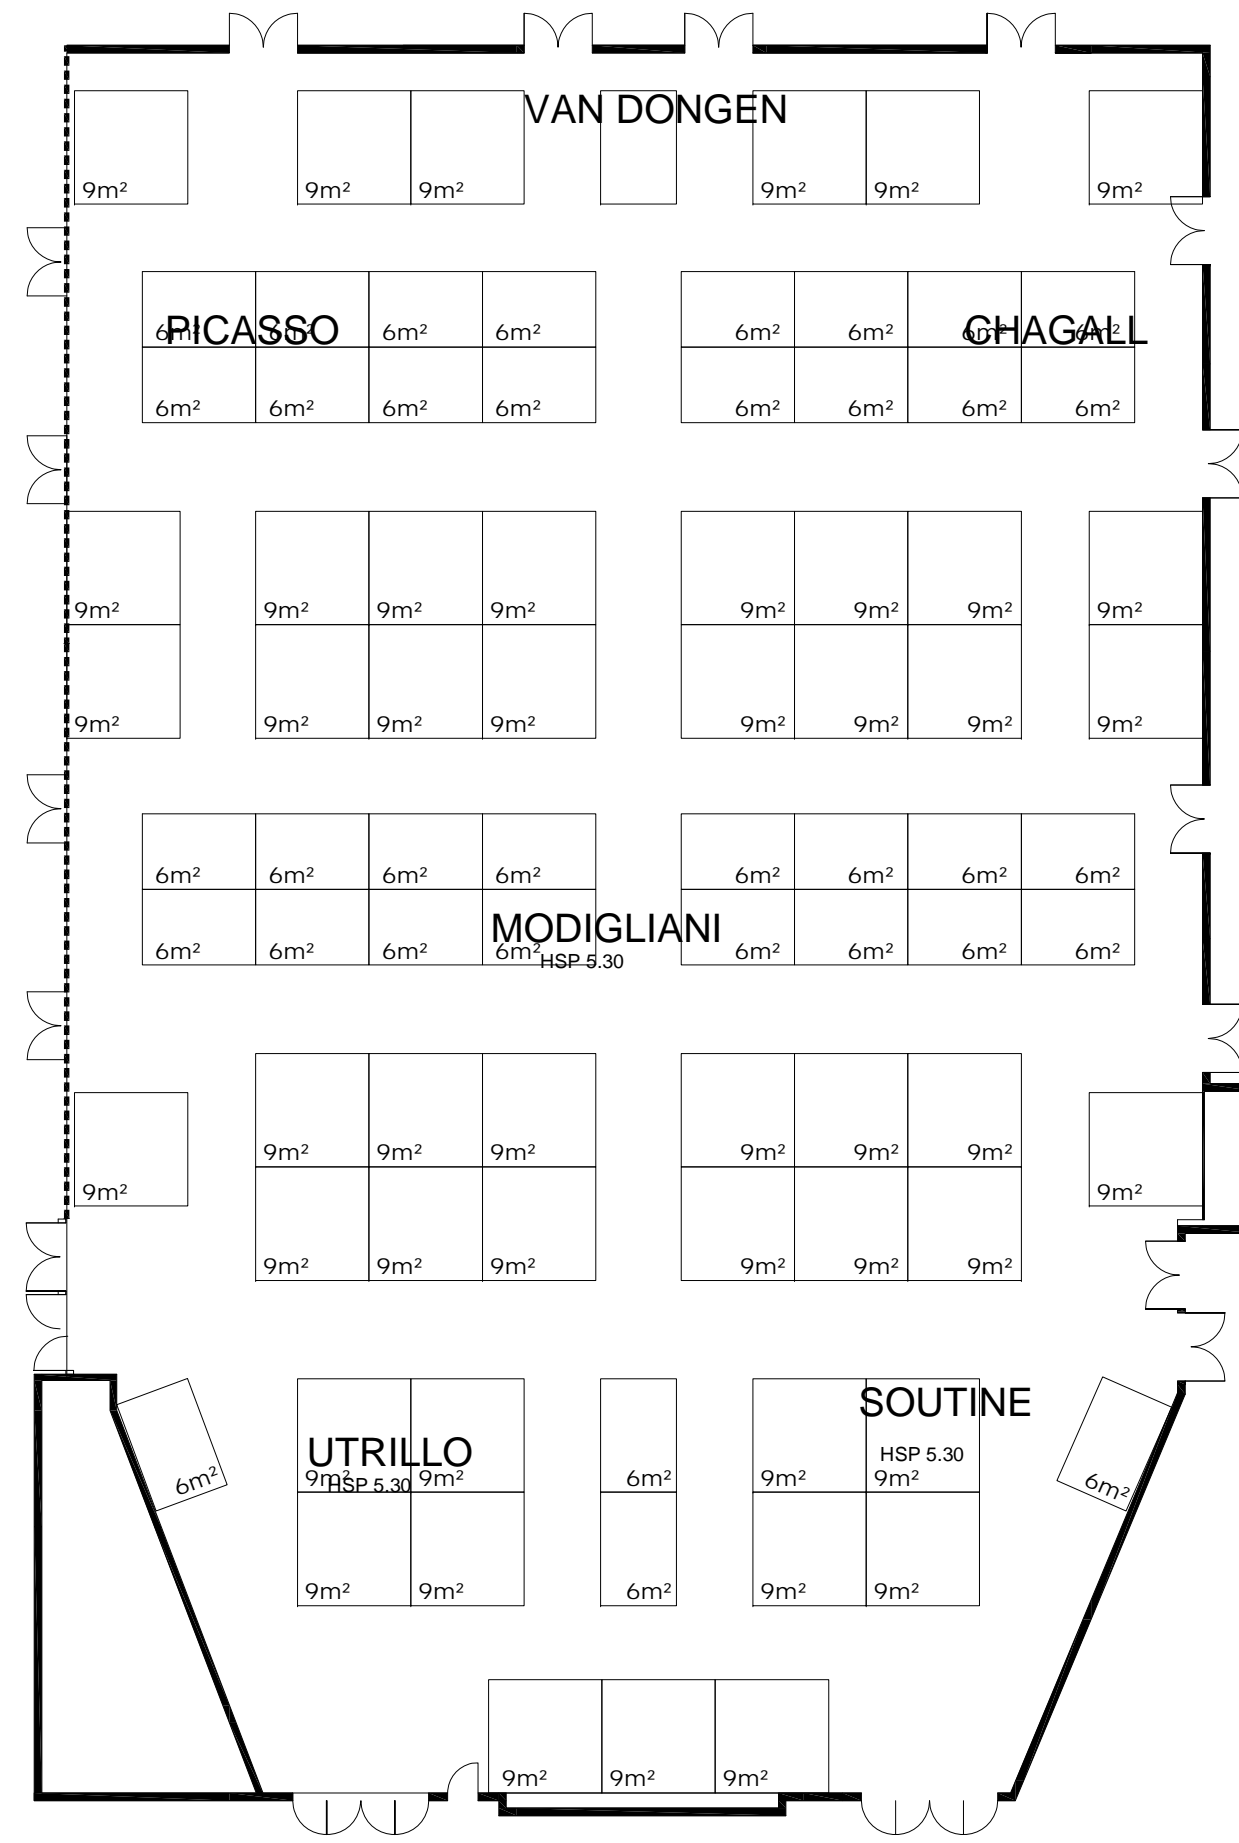 VAN DONGEN
9m² 9m² 9m² 9m² 9m² 9m²
PICASSO CHAGALL
6m² 6m² 6m² 6m² 6m² 6m² 6m² 6m²
6m² 6m² 6m² 6m² 6m² 6m² 6m² 6m²
9m² 9m² 9m² 9m² 9m² 9m² 9m² 9m²
9m² 9m² 9m² 9m² 9m² 9m² 9m² 9m²
6m² 6m² 6m² 6m² 6m² 6m² 6m² 6m²
MODIGLIANI
6m² 6m² 6m² 6m² 6m² 6m² 6m² 6m²
HSP 5.30
9m² 9m² 9m² 9m² 9m² 9m²
9m² 9m²
9m² 9m² 9m² 9m² 9m² 9m²
SOUTINE
UTRILLO
HSP 5.30
6m² 9m² 9m² 6m² 9m² 9m² 6m²
HSP 5.30
9m² 9m² 6m² 9m² 9m²
9m² 9m² 9m²